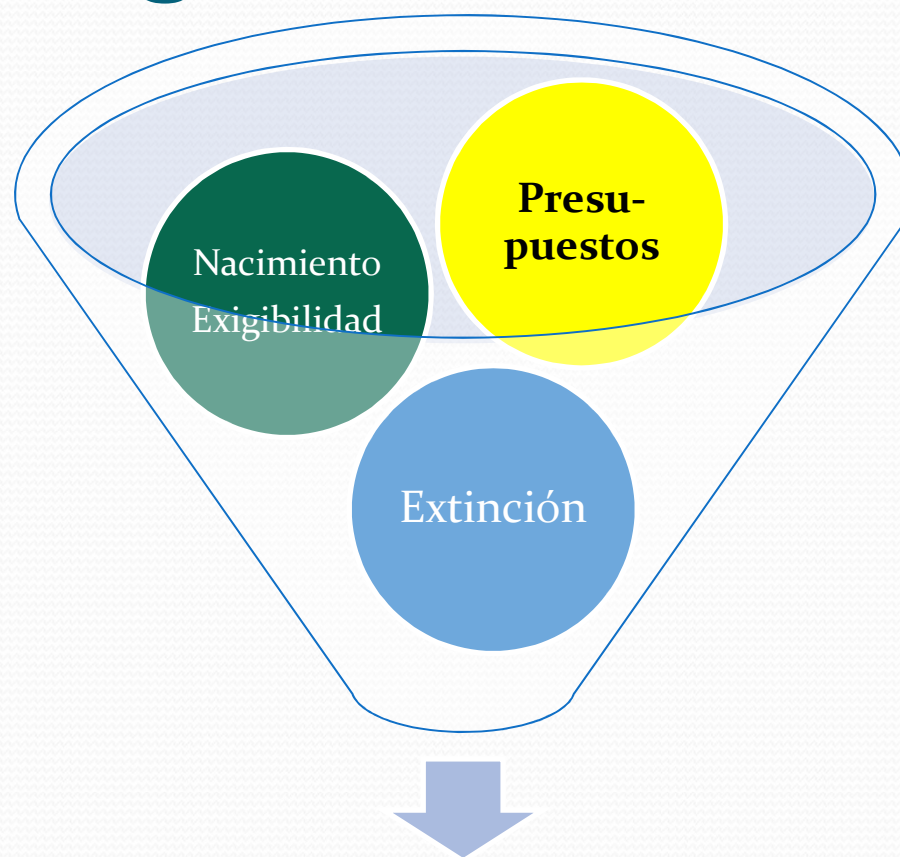 Presu-
puestos
Nacimiento
Exigibilidad
Extinción